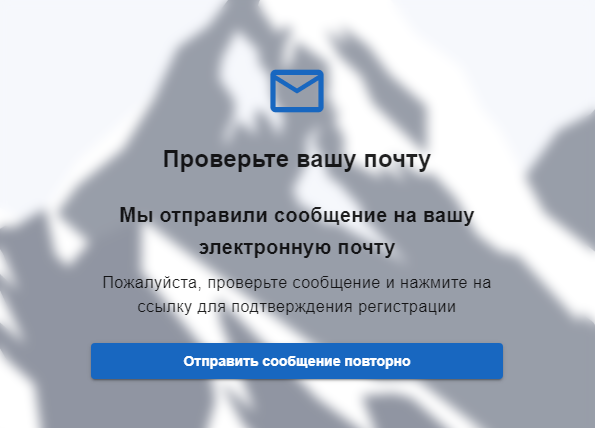 Проверьте вашу почту
Мы отправили сообщение на вашу
электронную почту
Пожалуйста, проверьте сообщение и нажмите на
ссылку для подтверждения регистрации
Отправить сообщение повторно